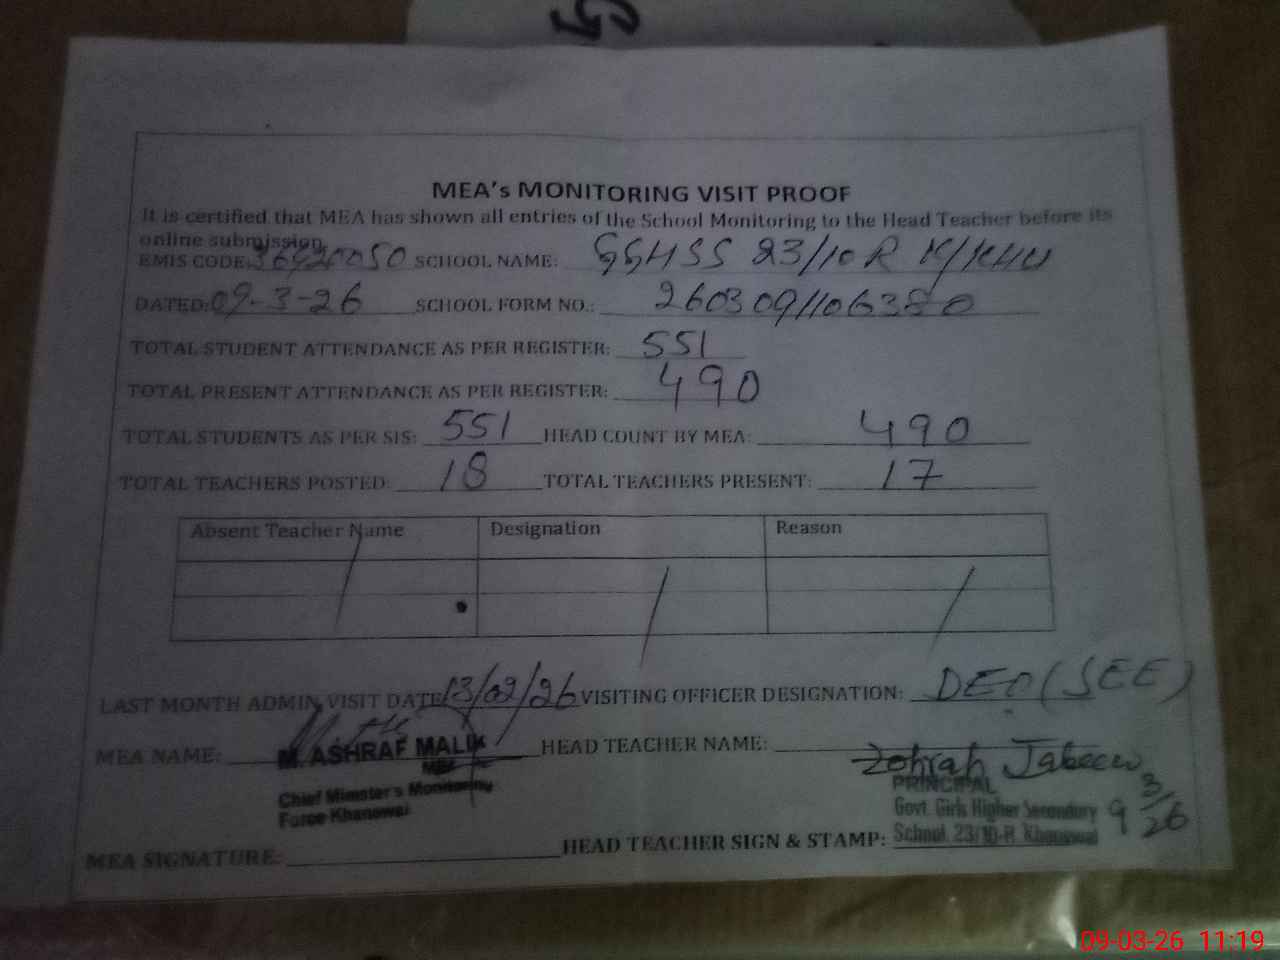 MEA's MONITORING VISIT PROOF
It is certified that MEA has shown all entries of the School Monitoring to the Head Teacher before its
online submission
EMIS CODE: 36420050 SCHOOL NAME: GGHSS 23/10R K/KHU
DATED: 09-3-26 SCHOOL FORM NO.: 2603091106380
TOTAL STUDENT ATTENDANCE AS PER REGISTER: 551
TOTAL PRESENT ATTENDANCE AS PER REGISTER: 490
TOTAL STUDENTS AS PER SIS: 551 HEAD COUNT BY MEA: 490
TOTAL TEACHERS POSTED: 18 TOTAL TEACHERS PRESENT: 17
Absent Teacher Name Designation Reason
LAST MONTH ADMIN VISIT DATE 13/02/26 VISITING OFFICER DESIGNATION: DEO (SEE)
MEA NAME: M. ASHRAF MALIK HEAD TEACHER NAME: Zohrah Jabeen
MEA
Chief Minister's Monitoring
Force Khanewal
PRINCIPAL
Govt. Girls Higher Secondary
School, 23/10-R, Khanewal
9 3/26
MEA SIGNATURE: HEAD TEACHER SIGN & STAMP:
09-03-26 11:19